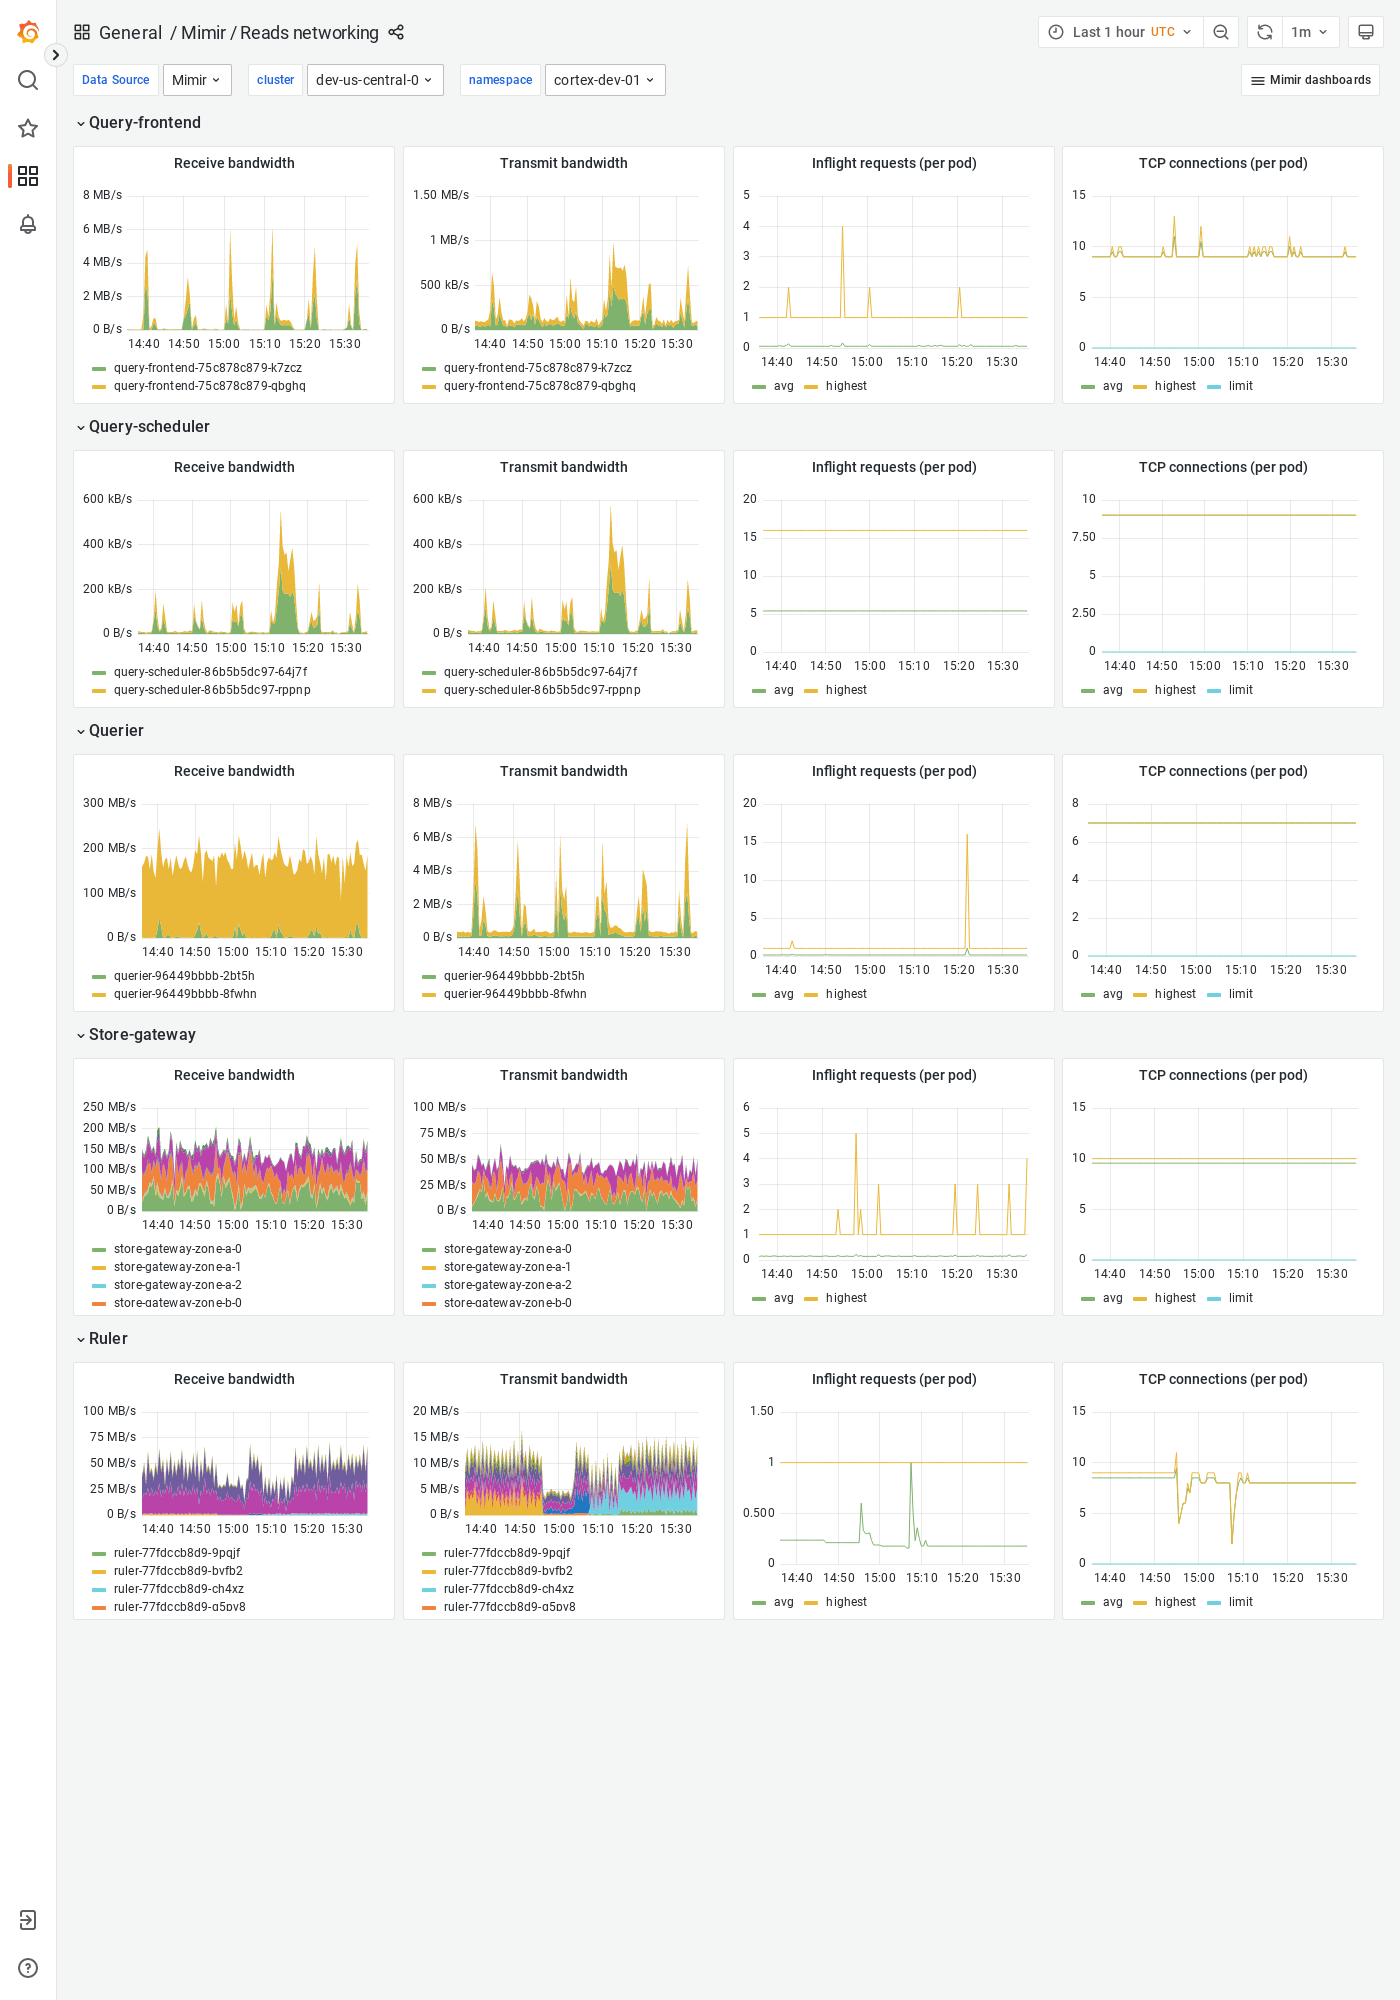 General / Mimir / Reads networking
Last 1 hour UTC
1m
Data Source Mimir cluster dev-us-central-0 namespace cortex-dev-01
Mimir dashboards
Query-frontend
Receive bandwidth
8 MB/s
6 MB/s
4 MB/s
2 MB/s
0 B/s
14:40 14:50 15:00 15:10 15:20 15:30
query-frontend-75c878c879-k7zcz
query-frontend-75c878c879-qbghq
Transmit bandwidth
1.50 MB/s
1 MB/s
500 kB/s
0 B/s
14:40 14:50 15:00 15:10 15:20 15:30
query-frontend-75c878c879-k7zcz
query-frontend-75c878c879-qbghq
Inflight requests (per pod)
5
4
3
2
1
0
14:40 14:50 15:00 15:10 15:20 15:30
avg highest
TCP connections (per pod)
15
10
5
0
14:40 14:50 15:00 15:10 15:20 15:30
avg highest limit
Query-scheduler
Receive bandwidth
600 kB/s
400 kB/s
200 kB/s
0 B/s
14:40 14:50 15:00 15:10 15:20 15:30
query-scheduler-86b5b5dc97-64j7f
query-scheduler-86b5b5dc97-rppnp
Transmit bandwidth
600 kB/s
400 kB/s
200 kB/s
0 B/s
14:40 14:50 15:00 15:10 15:20 15:30
query-scheduler-86b5b5dc97-64j7f
query-scheduler-86b5b5dc97-rppnp
Inflight requests (per pod)
20
15
10
5
0
14:40 14:50 15:00 15:10 15:20 15:30
avg highest
TCP connections (per pod)
10
7.50
5
2.50
0
14:40 14:50 15:00 15:10 15:20 15:30
avg highest limit
Querier
Receive bandwidth
300 MB/s
200 MB/s
100 MB/s
0 B/s
14:40 14:50 15:00 15:10 15:20 15:30
querier-96449bbbb-2bt5h
querier-96449bbbb-8fwhn
Transmit bandwidth
8 MB/s
6 MB/s
4 MB/s
2 MB/s
0 B/s
14:40 14:50 15:00 15:10 15:20 15:30
querier-96449bbbb-2bt5h
querier-96449bbbb-8fwhn
Inflight requests (per pod)
20
15
10
5
0
14:40 14:50 15:00 15:10 15:20 15:30
avg highest
TCP connections (per pod)
8
6
4
2
0
14:40 14:50 15:00 15:10 15:20 15:30
avg highest limit
Store-gateway
Receive bandwidth
250 MB/s
200 MB/s
150 MB/s
100 MB/s
50 MB/s
0 B/s
14:40 14:50 15:00 15:10 15:20 15:30
store-gateway-zone-a-0
store-gateway-zone-a-1
store-gateway-zone-a-2
store-gateway-zone-b-0
Transmit bandwidth
100 MB/s
75 MB/s
50 MB/s
25 MB/s
0 B/s
14:40 14:50 15:00 15:10 15:20 15:30
store-gateway-zone-a-0
store-gateway-zone-a-1
store-gateway-zone-a-2
store-gateway-zone-b-0
Inflight requests (per pod)
6
5
4
3
2
1
0
14:40 14:50 15:00 15:10 15:20 15:30
avg highest
TCP connections (per pod)
15
10
5
0
14:40 14:50 15:00 15:10 15:20 15:30
avg highest limit
Ruler
Receive bandwidth
100 MB/s
75 MB/s
50 MB/s
25 MB/s
0 B/s
14:40 14:50 15:00 15:10 15:20 15:30
ruler-77fdccb8d9-9pqjf
ruler-77fdccb8d9-bvfb2
ruler-77fdccb8d9-ch4xz
ruler-77fdccb8d9-g5pv8
Transmit bandwidth
20 MB/s
15 MB/s
10 MB/s
5 MB/s
0 B/s
14:40 14:50 15:00 15:10 15:20 15:30
ruler-77fdccb8d9-9pqjf
ruler-77fdccb8d9-bvfb2
ruler-77fdccb8d9-ch4xz
ruler-77fdccb8d9-g5pv8
Inflight requests (per pod)
1.50
1
0.500
0
14:40 14:50 15:00 15:10 15:20 15:30
avg highest
TCP connections (per pod)
15
10
5
0
14:40 14:50 15:00 15:10 15:20 15:30
avg highest limit